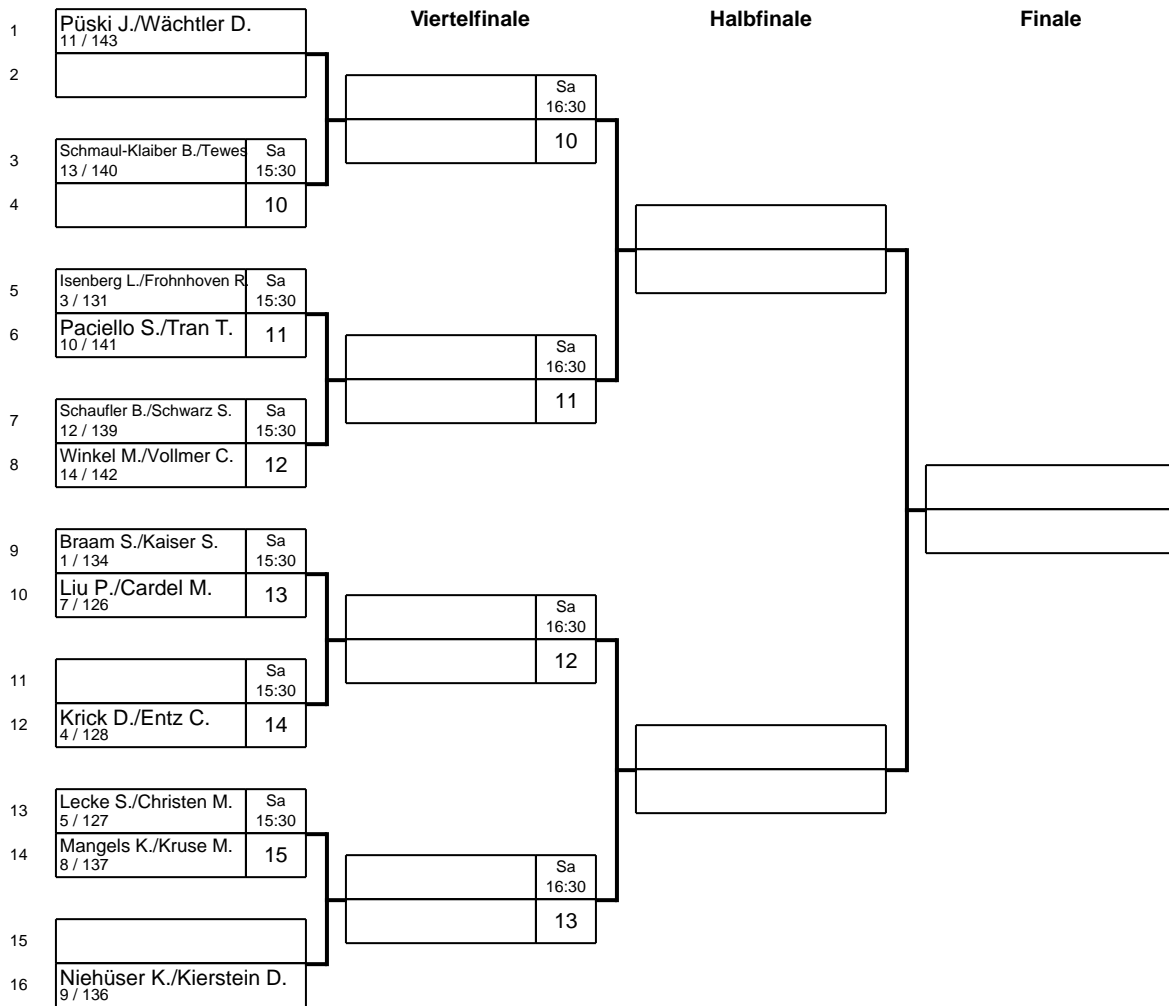 Viertelfinale
Halbfinale
Finale
1
Püski J./Wächtler D.
11 / 143
2
Sa
16:30
10
3
Schmaul-Klaiber B./Tewes
13 / 140
Sa
15:30
4
10
5
Isenberg L./Frohnhoven R.
3 / 131
Sa
15:30
6
Paciello S./Tran T.
10 / 141
11
Sa
16:30
11
7
Schaufler B./Schwarz S.
12 / 139
Sa
15:30
8
Winkel M./Vollmer C.
14 / 142
12
9
Braam S./Kaiser S.
1 / 134
Sa
15:30
10
Liu P./Cardel M.
7 / 126
13
Sa
16:30
12
11
Sa
15:30
12
Krick D./Entz C.
4 / 128
14
13
Lecke S./Christen M.
5 / 127
Sa
15:30
14
Mangels K./Kruse M.
8 / 137
15
Sa
16:30
13
15
16
Niehüser K./Kierstein D.
9 / 136